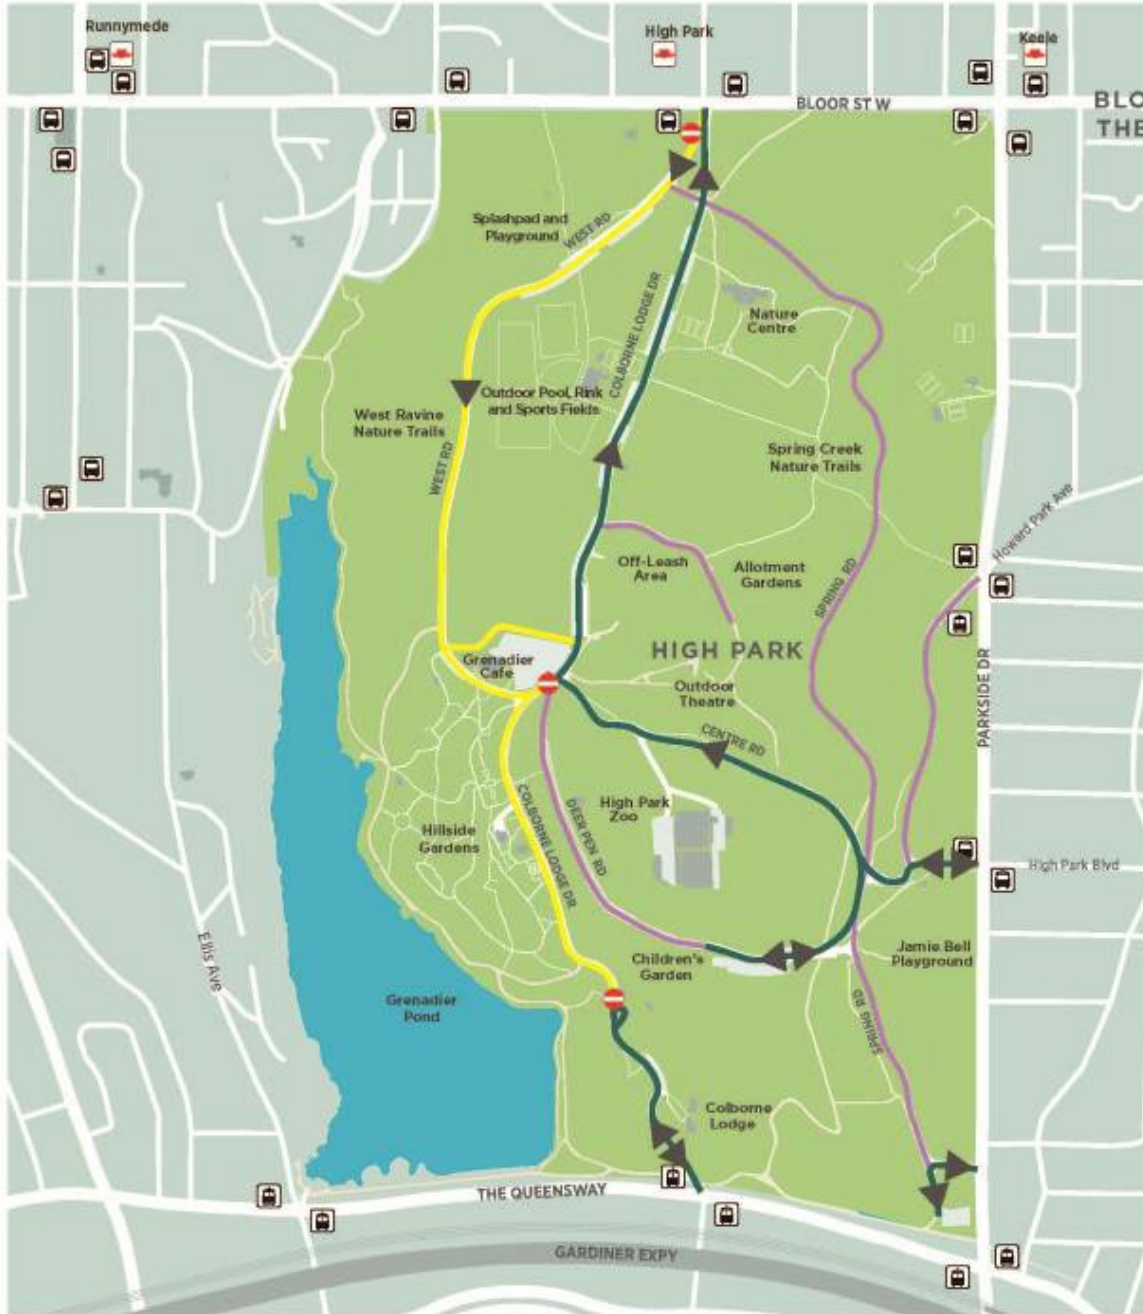 Runnymede
High Park
Keele
BLOOR ST W
BLO
THE
Splashpad and
Playground
WEST RD
COLBORNE LODGE DR
Nature
Centre
Outdoor Pool, Rink
and Sports Fields
West Ravine
Nature Trails
WEST RD
Spring Creek
Nature Trails
Howard Park Ave
Off-Leash
Area
Allotment
Gardens
SPRING RD
HIGH PARK
Grenadier
Cafe
Outdoor
Theatre
PARKSIDE DR
CENTRE RD
High Park
Zoo
COLBORNE LODGE DR
DEER PEN RD
Hillside
Gardens
High Park Blvd
Ellis Ave
Children's
Garden
Jamie Bell
Playground
Grenadier
Pond
SPRING RD
Colborne
Lodge
THE QUEENSWAY
GARDINER EXPY